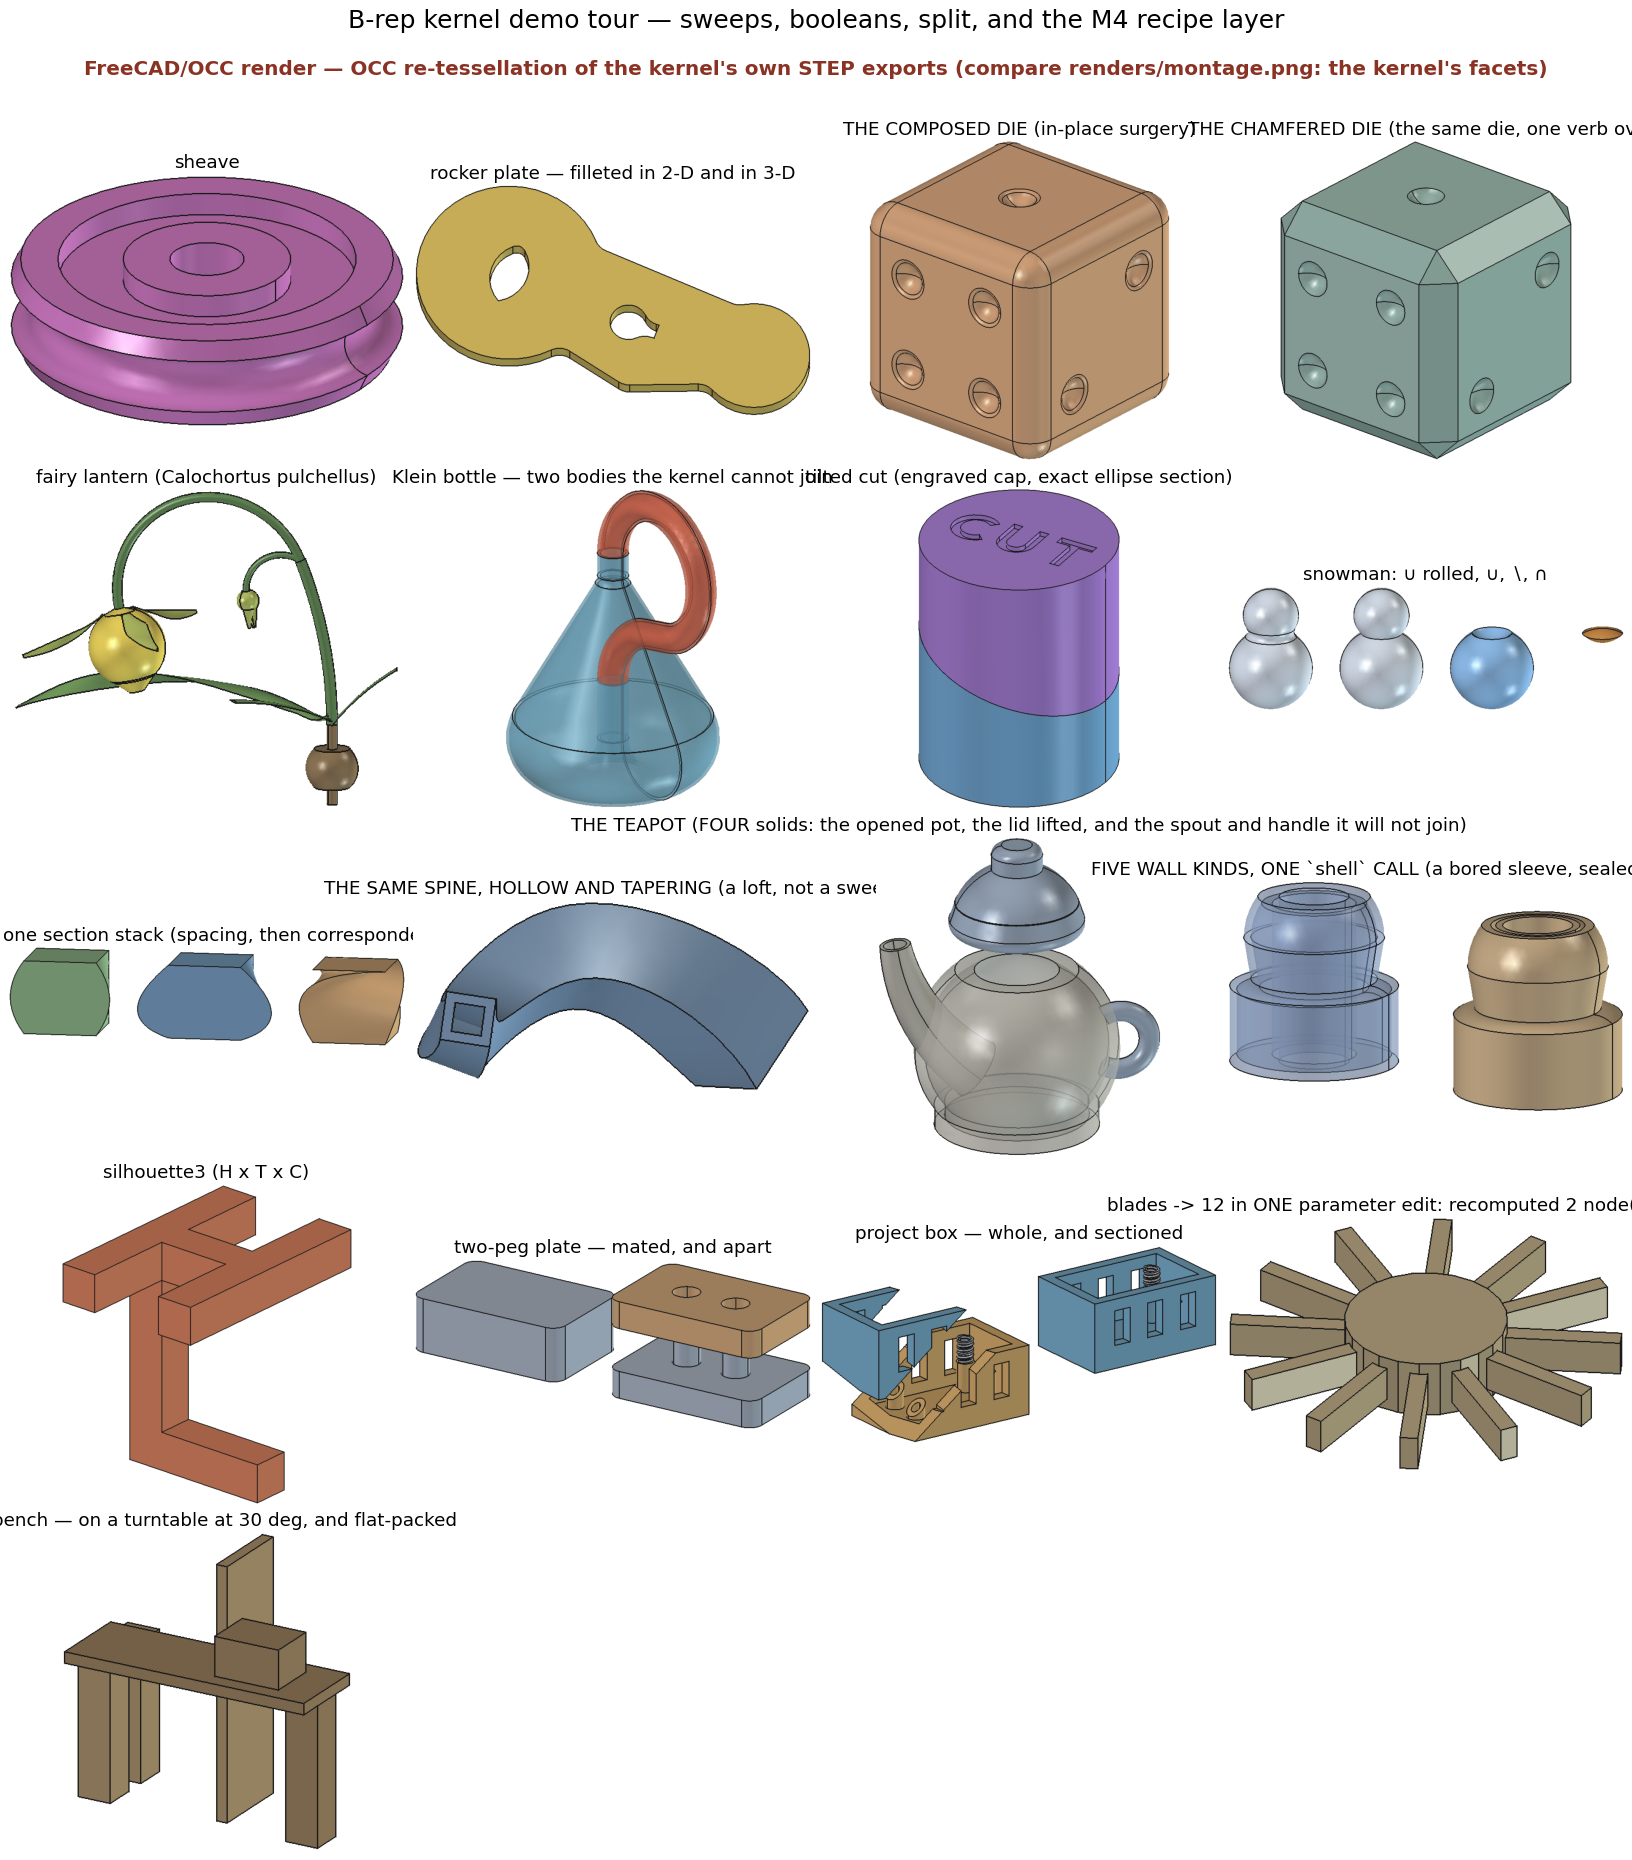 B-rep kernel demo tour — sweeps, booleans, split, and the M4 recipe layer
FreeCAD/OCC render — OCC re-tessellation of the kernel's own STEP exports (compare renders/montage.png: the kernel's facets)
THE COMPOSED DIE (in-place surgery)
THE CHAMFERED DIE (the same die, one verb ov
sheave
rocker plate — filleted in 2-D and in 3-D
fairy lantern (Calochortus pulchellus)
Klein bottle — two bodies the kernel cannot join
tilted cut (engraved cap, exact ellipse section)
CUT
snowman: ∪ rolled, ∪, \, ∩
THE TEAPOT (FOUR solids: the opened pot, the lid lifted, and the spout and handle it will not join)
FIVE WALL KINDS, ONE `shell` CALL (a bored sleeve, sealed
THE SAME SPINE, HOLLOW AND TAPERING (a loft, not a swee
one section stack (spacing, then corresponde
silhouette3 (H x T x C)
blades -> 12 in ONE parameter edit: recomputed 2 node(
project box — whole, and sectioned
two-peg plate — mated, and apart
bench — on a turntable at 30 deg, and flat-packed